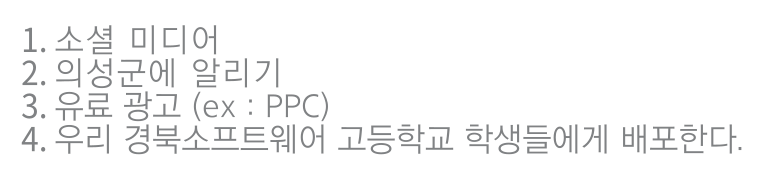 1. 소셜 미디어
2. 의성군에 알리기
3. 유료 광고 (ex : PPC)
4. 우리 경북소프트웨어 고등학교 학생들에게 배포한다.